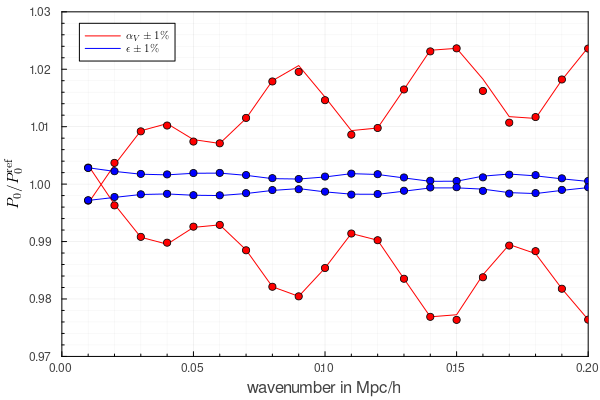 1.03
α_V ± 1%
ϵ ± 1%
1.02
1.01
1.00
0.99
0.98
0.97
P_0/P_0^ref
0.00 0.05 0.10 0.15 0.20
wavenumber in Mpc/h